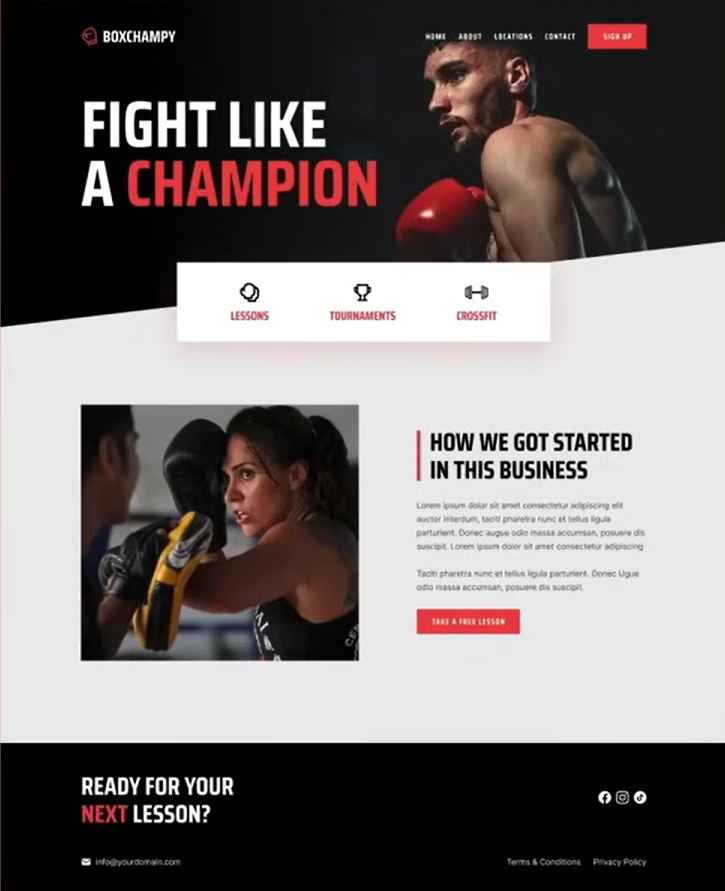 BOXCHAMPY
HOME ABOUT LOCATIONS CONTACT SIGN UP
FIGHT LIKE
A CHAMPION
LESSONS TOURNAMENTS CROSSFIT
HOW WE GOT STARTED
IN THIS BUSINESS
Lorem ipsum dolor sit amet consectetur adipiscing elit
auctor interdum, taciti pharetra nunc et tellus ligula
parturient. Donec augue odio massa accumsan, posuere dis
suscipit. Lorem ipsum dolor sit amet consectetur adipiscing
Taciti pharetra nunc et tellus ligula parturient. Donec Ugue
odio massa accumsan, posuere dis suscipit.
TAKE A FREE LESSON
READY FOR YOUR
NEXT LESSON?
info@yourdomain.com
Terms & Conditions Privacy Policy